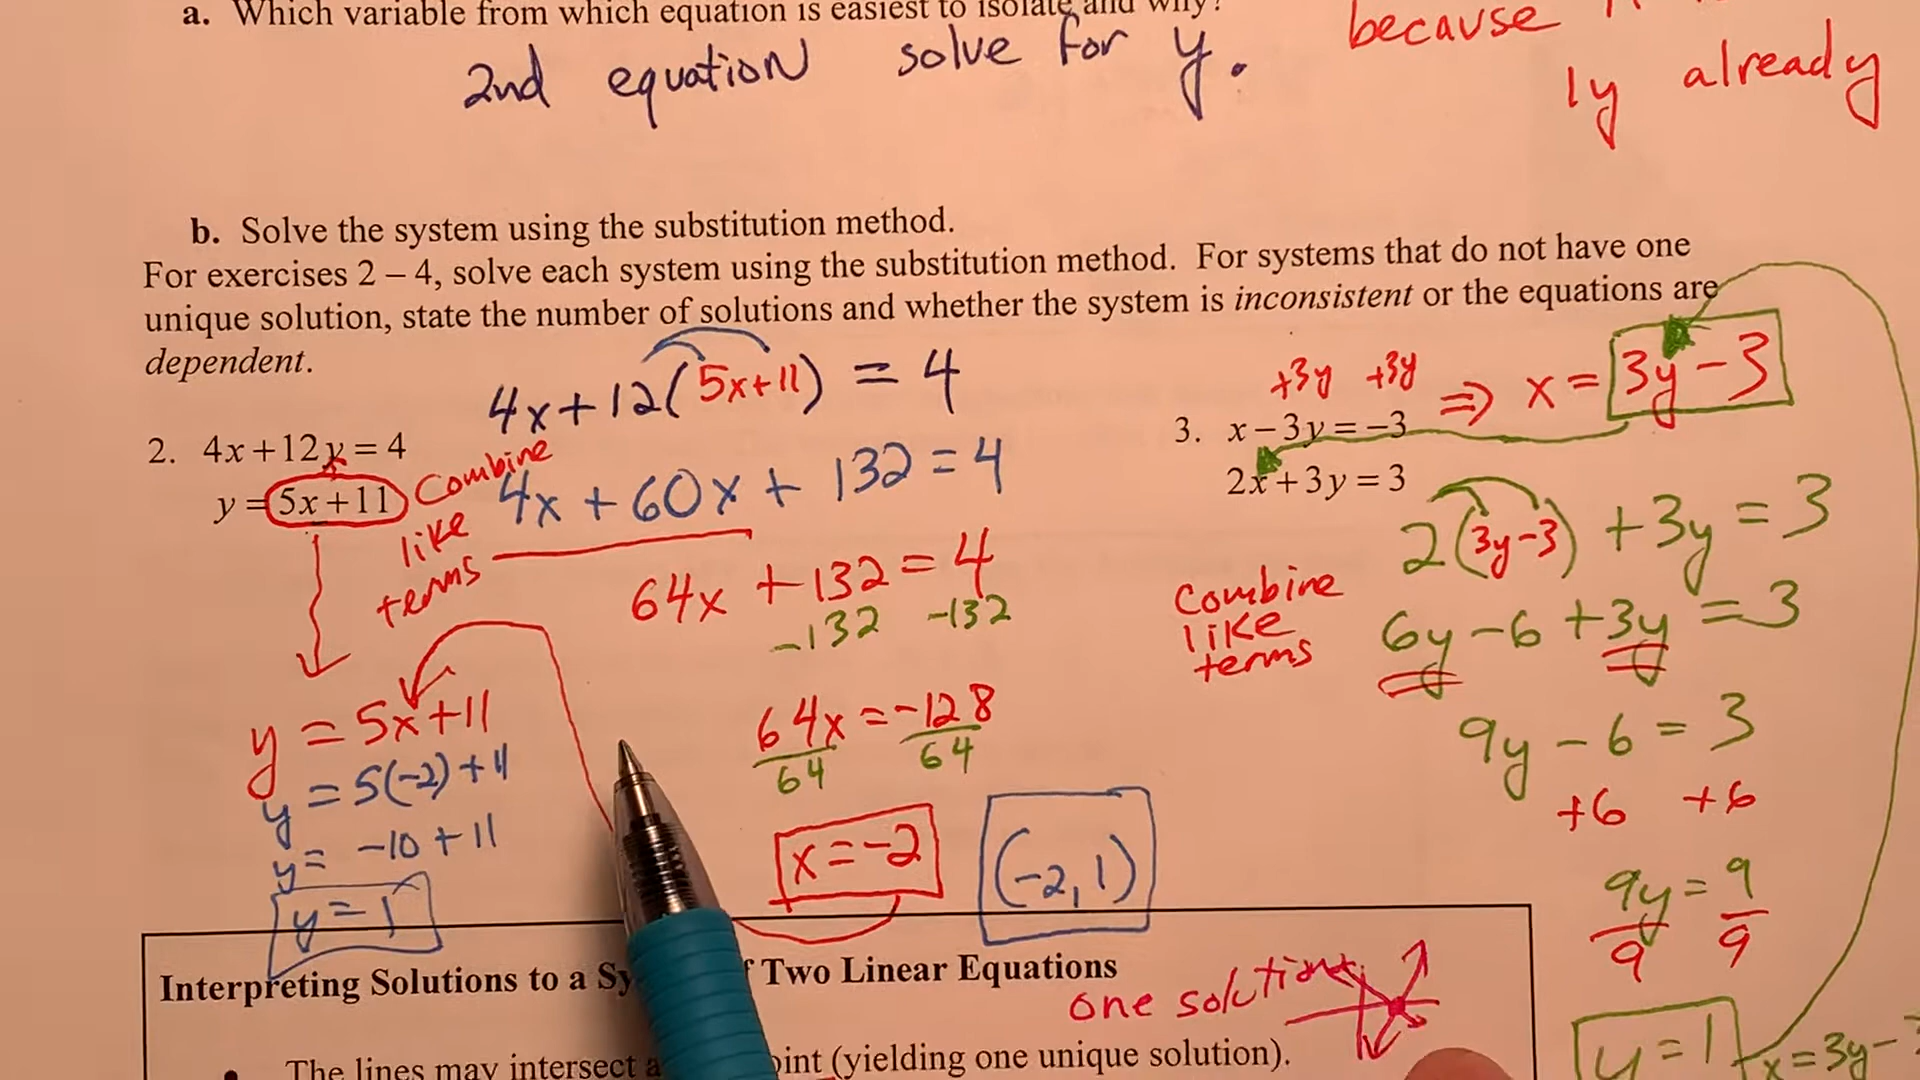 a. Which variable from which equation is easiest to isolate and why?
2nd equation solve for y.
because
1y already
b. Solve the system using the substitution method.
For exercises 2 – 4, solve each system using the substitution method. For systems that do not have one
unique solution, state the number of solutions and whether the system is inconsistent or the equations are
dependent.
4x+12(5x+11) = 4
2. 4x+12y = 4
y = 5x+11
Combine
like
terms
4x + 60x + 132 = 4
64x + 132 = 4
-132 -132
64x = -128
64 64
x = -2
y = 5x+11
y = 5(-2)+11
y = -10 + 11
y = 1
(-2, 1)
+3y +3y
3. x – 3y = –3 ⇒ x = 3y – 3
2x + 3y = 3
2(3y-3) + 3y = 3
Combine
like
terms
6y - 6 + 3y = 3
9y - 6 = 3
+6 +6
9y = 9
9 9
y = 1
x = 3y -
Interpreting Solutions to a Two Linear Equations
one solution
• The lines may intersect (yielding one unique solution).